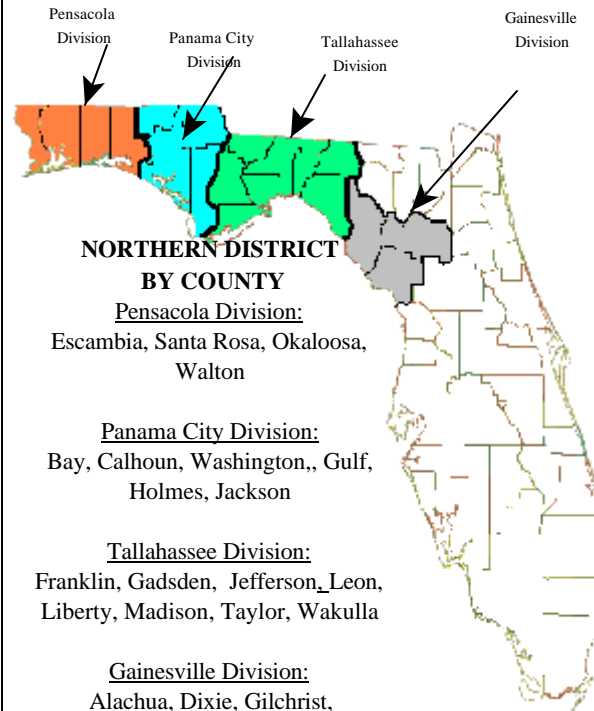 Pensacola
Division
Panama City
Division
Tallahassee
Division
Gainesville
Division
NORTHERN DISTRICT
BY COUNTY
Pensacola Division:
Escambia, Santa Rosa, Okaloosa,
Walton
Panama City Division:
Bay, Calhoun, Washington,, Gulf,
Holmes, Jackson
Tallahassee Division:
Franklin, Gadsden, Jefferson, Leon,
Liberty, Madison, Taylor, Wakulla
Gainesville Division:
Alachua, Dixie, Gilchrist,